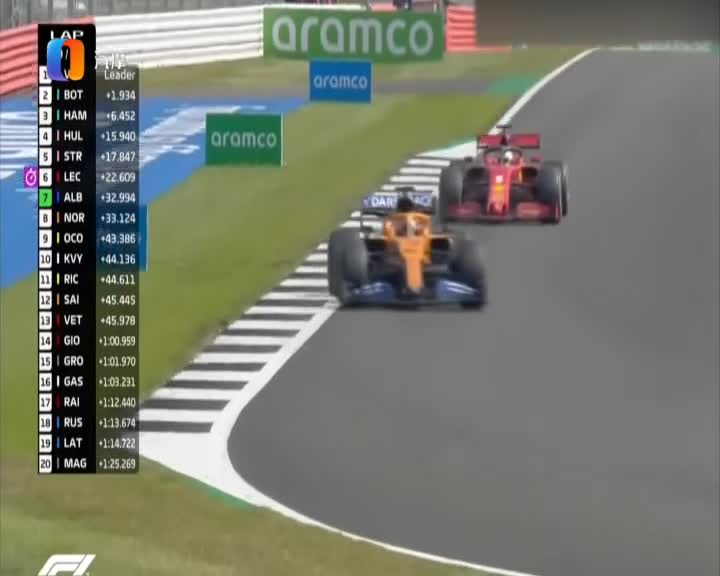 LAP
汽库
aramco
aramco
aramco
1 Leader
2 BOT +1.934
3 HAM +6.452
4 HUL +15.940
5 STR +17.847
6 LEC +22.609
7 ALB +32.994
8 NOR +33.124
9 OCO +43.386
10 KVY +44.136
11 RIC +44.611
12 SAI +45.445
13 VET +45.978
14 GIO +1:00.959
15 GRO +1:01.970
16 GAS +1:03.231
17 RAI +1:12.440
18 RUS +1:13.674
19 LAT +1:14.722
20 MAG +1:25.269
5
F1